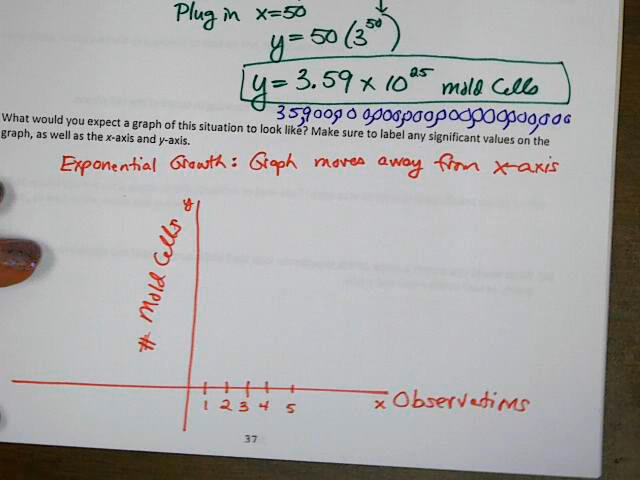 Plug in x=50
y = 50 (3^50)
y = 3.59 × 10^25 mold Cells
What would you expect a graph of this situation to look like? Make sure to label any significant values on the
graph, as well as the x-axis and y-axis.
Exponential Growth: Graph moves away from x-axis
y
# Mold Cells
1 2 3 4 5 x Observations
37